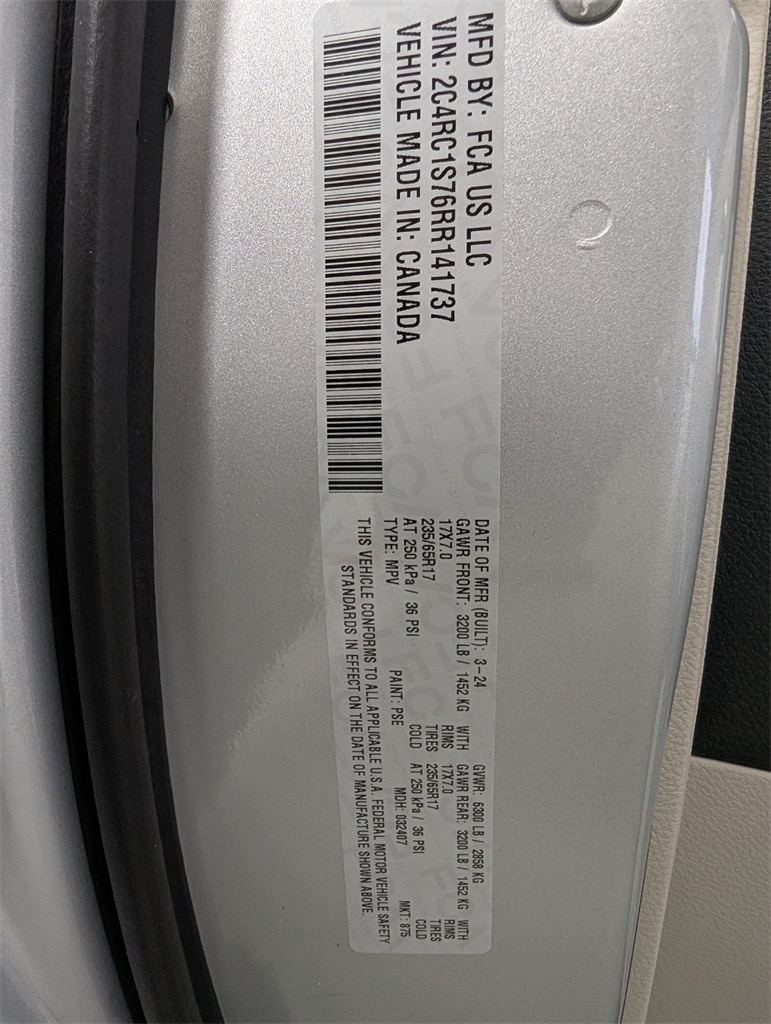 MFD BY: FCA US LLC
VIN: 2C4RC1S76RR141737
VEHICLE MADE IN: CANADA
DATE OF MFR (BUILT): 3-24 GVWR: 6300 LB / 2858 KG
GAWR FRONT: 3200 LB / 1452 KG WITH GAWR REAR: 3200 LB / 1452 KG WITH
17X7.0 RIMS 17X7.0 RIMS
235/65R17 TIRES 235/65R17 TIRES
AT 250 kPa / 36 PSI COLD AT 250 kPa / 36 PSI COLD
TYPE: MPV PAINT: PSE MDH: 032407 MKT: 875
THIS VEHICLE CONFORMS TO ALL APPLICABLE U.S.A. FEDERAL MOTOR VEHICLE SAFETY
STANDARDS IN EFFECT ON THE DATE OF MANUFACTURE SHOWN ABOVE.